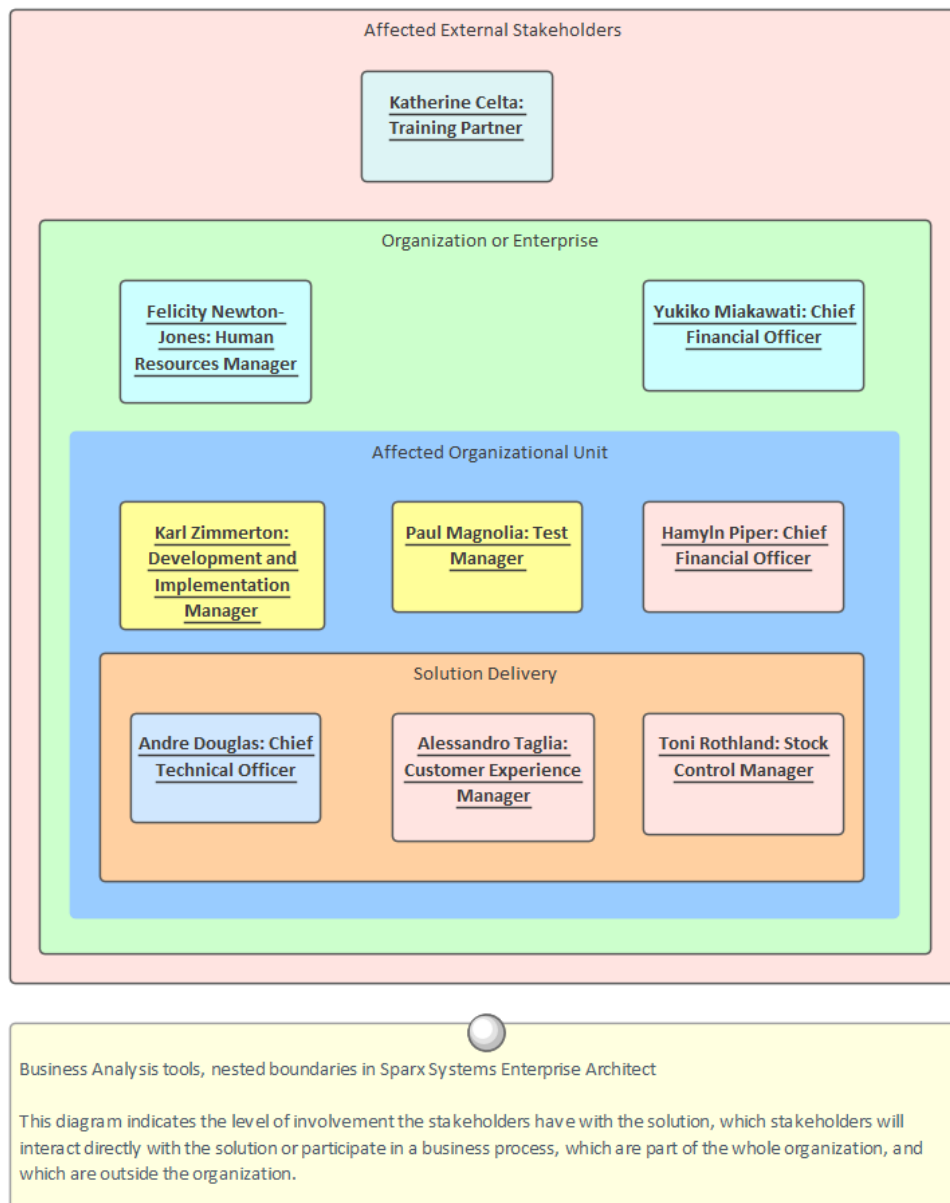 Affected External Stakeholders
Katherine Celta:
Training Partner
Organization or Enterprise
Felicity Newton-
Jones: Human
Resources Manager
Yukiko Miakawati: Chief
Financial Officer
Affected Organizational Unit
Karl Zimmerton:
Development and
Implementation
Manager
Paul Magnolia: Test
Manager
Hamyln Piper: Chief
Financial Officer
Solution Delivery
Andre Douglas: Chief
Technical Officer
Alessandro Taglia:
Customer Experience
Manager
Toni Rothland: Stock
Control Manager
Business Analysis tools, nested boundaries in Sparx Systems Enterprise Architect
This diagram indicates the level of involvement the stakeholders have with the solution, which stakeholders will
interact directly with the solution or participate in a business process, which are part of the whole organization, and
which are outside the organization.